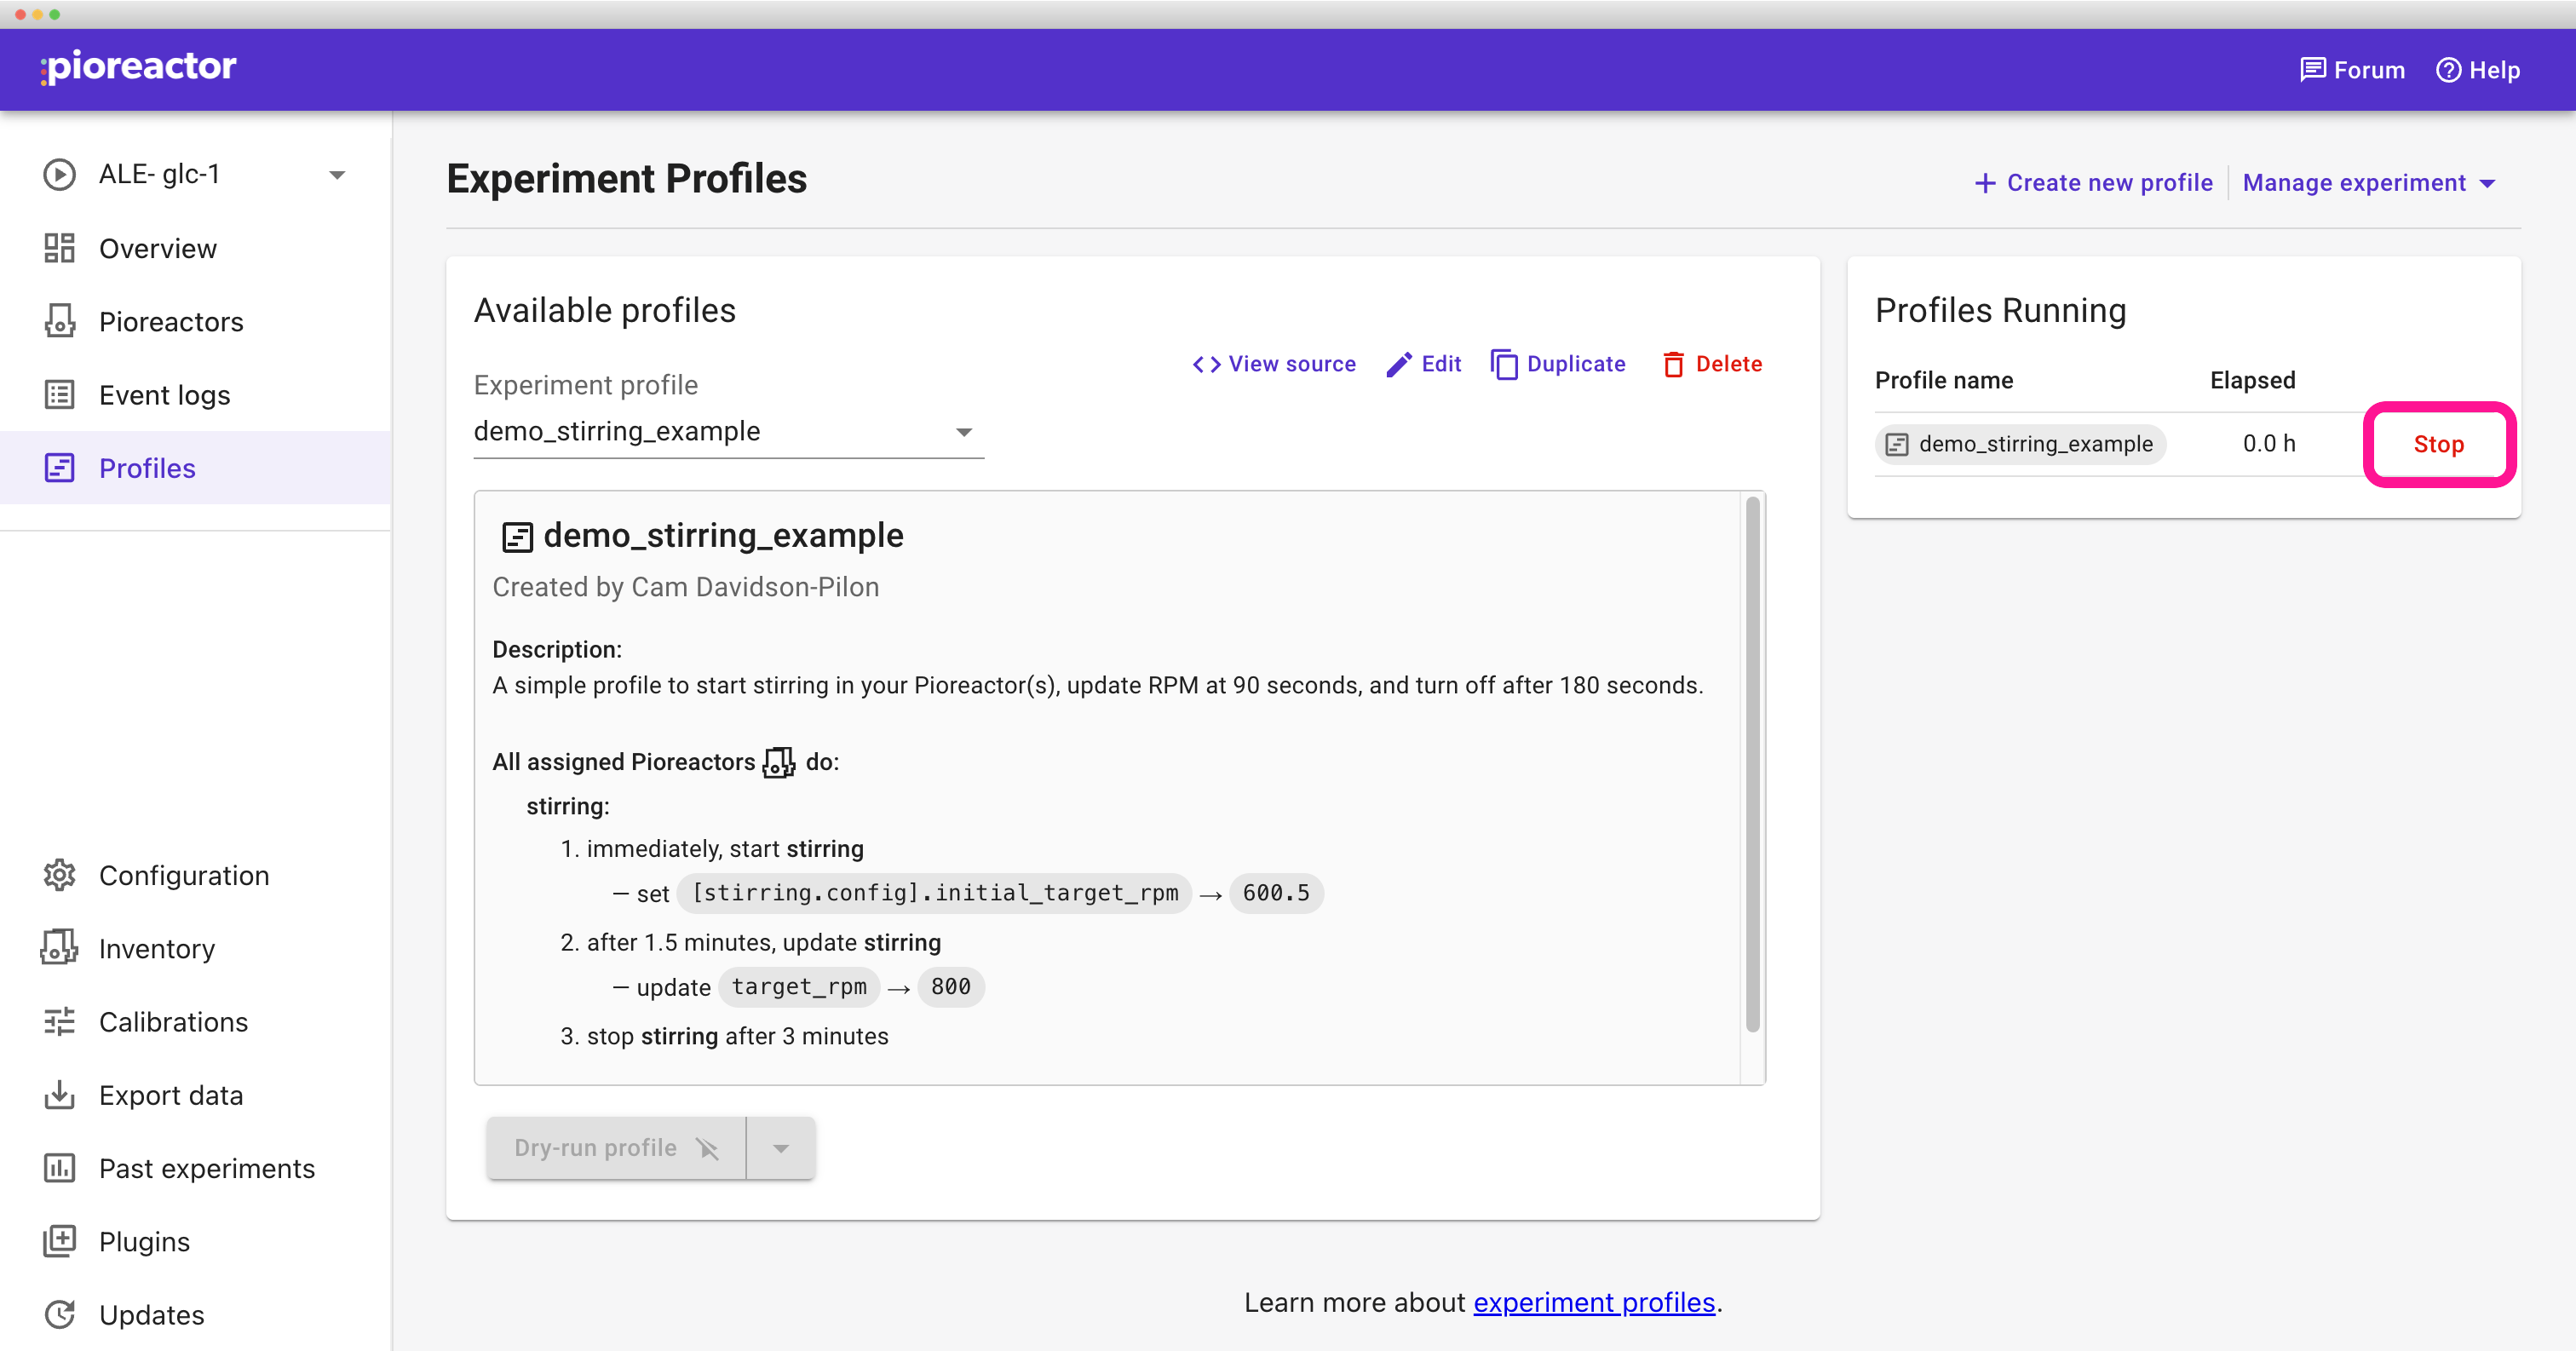 pioreactor
Forum
Help
ALE- glc-1
Overview
Pioreactors
Event logs
Profiles
Configuration
Inventory
Calibrations
Export data
Past experiments
Plugins
Updates
Experiment Profiles
Create new profile
Manage experiment
Available profiles
View source
Edit
Duplicate
Delete
Experiment profile
demo_stirring_example
demo_stirring_example
Created by Cam Davidson-Pilon
Description:
A simple profile to start stirring in your Pioreactor(s), update RPM at 90 seconds, and turn off after 180 seconds.
All assigned Pioreactors do:
stirring:
1. immediately, start stirring
— set [stirring.config].initial_target_rpm → 600.5
2. after 1.5 minutes, update stirring
— update target_rpm → 800
3. stop stirring after 3 minutes
Dry-run profile
Profiles Running
Profile name Elapsed
demo_stirring_example 0.0 h Stop
Learn more about experiment profiles.